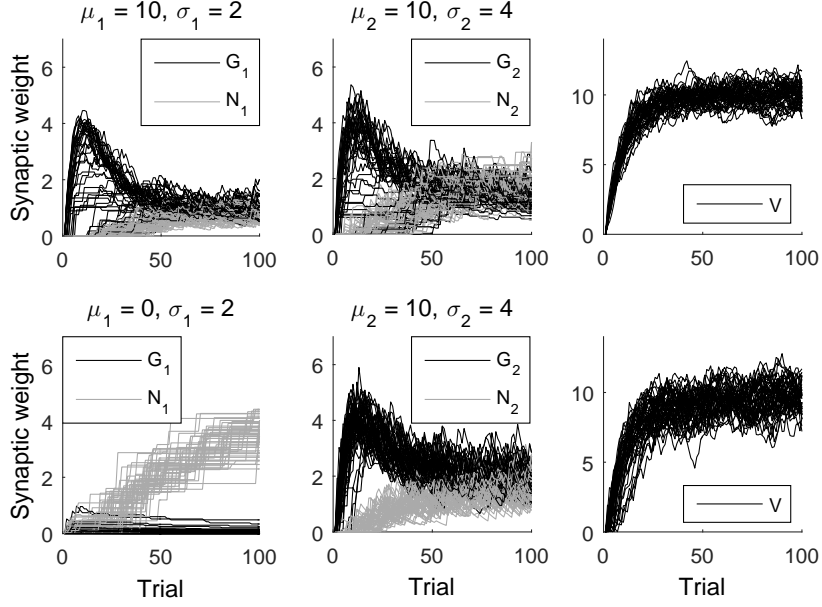 μ₁ = 10, σ₁ = 2
μ₂ = 10, σ₂ = 4
Synaptic weight
6
4
2
0
0
50
100
G₁
N₁
6
4
2
0
0
50
100
G₂
N₂
10
5
0
0
50
100
V
μ₁ = 0, σ₁ = 2
μ₂ = 10, σ₂ = 4
Synaptic weight
6
4
2
0
0
50
100
Trial
G₁
N₁
6
4
2
0
0
50
100
Trial
G₂
N₂
10
5
0
0
50
100
Trial
V